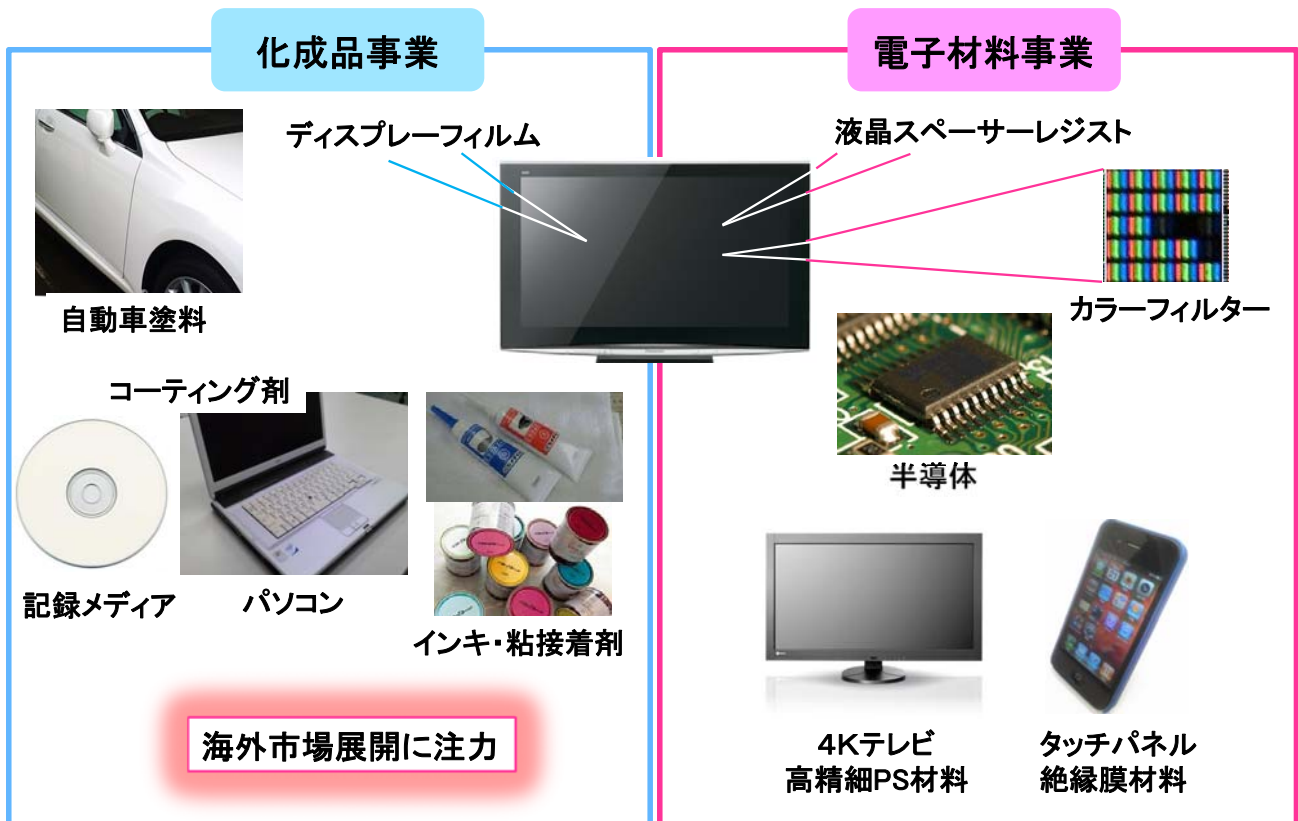 化成品事業
電子材料事業
ディスプレーフィルム
液晶スペーサーレジスト
自動車塗料
カラーフィルター
コーティング剤
半導体
記録メディア
パソコン
インキ・粘接着剤
海外市場展開に注力
4Kテレビ
高精細PS材料
タッチパネル
絶縁膜材料